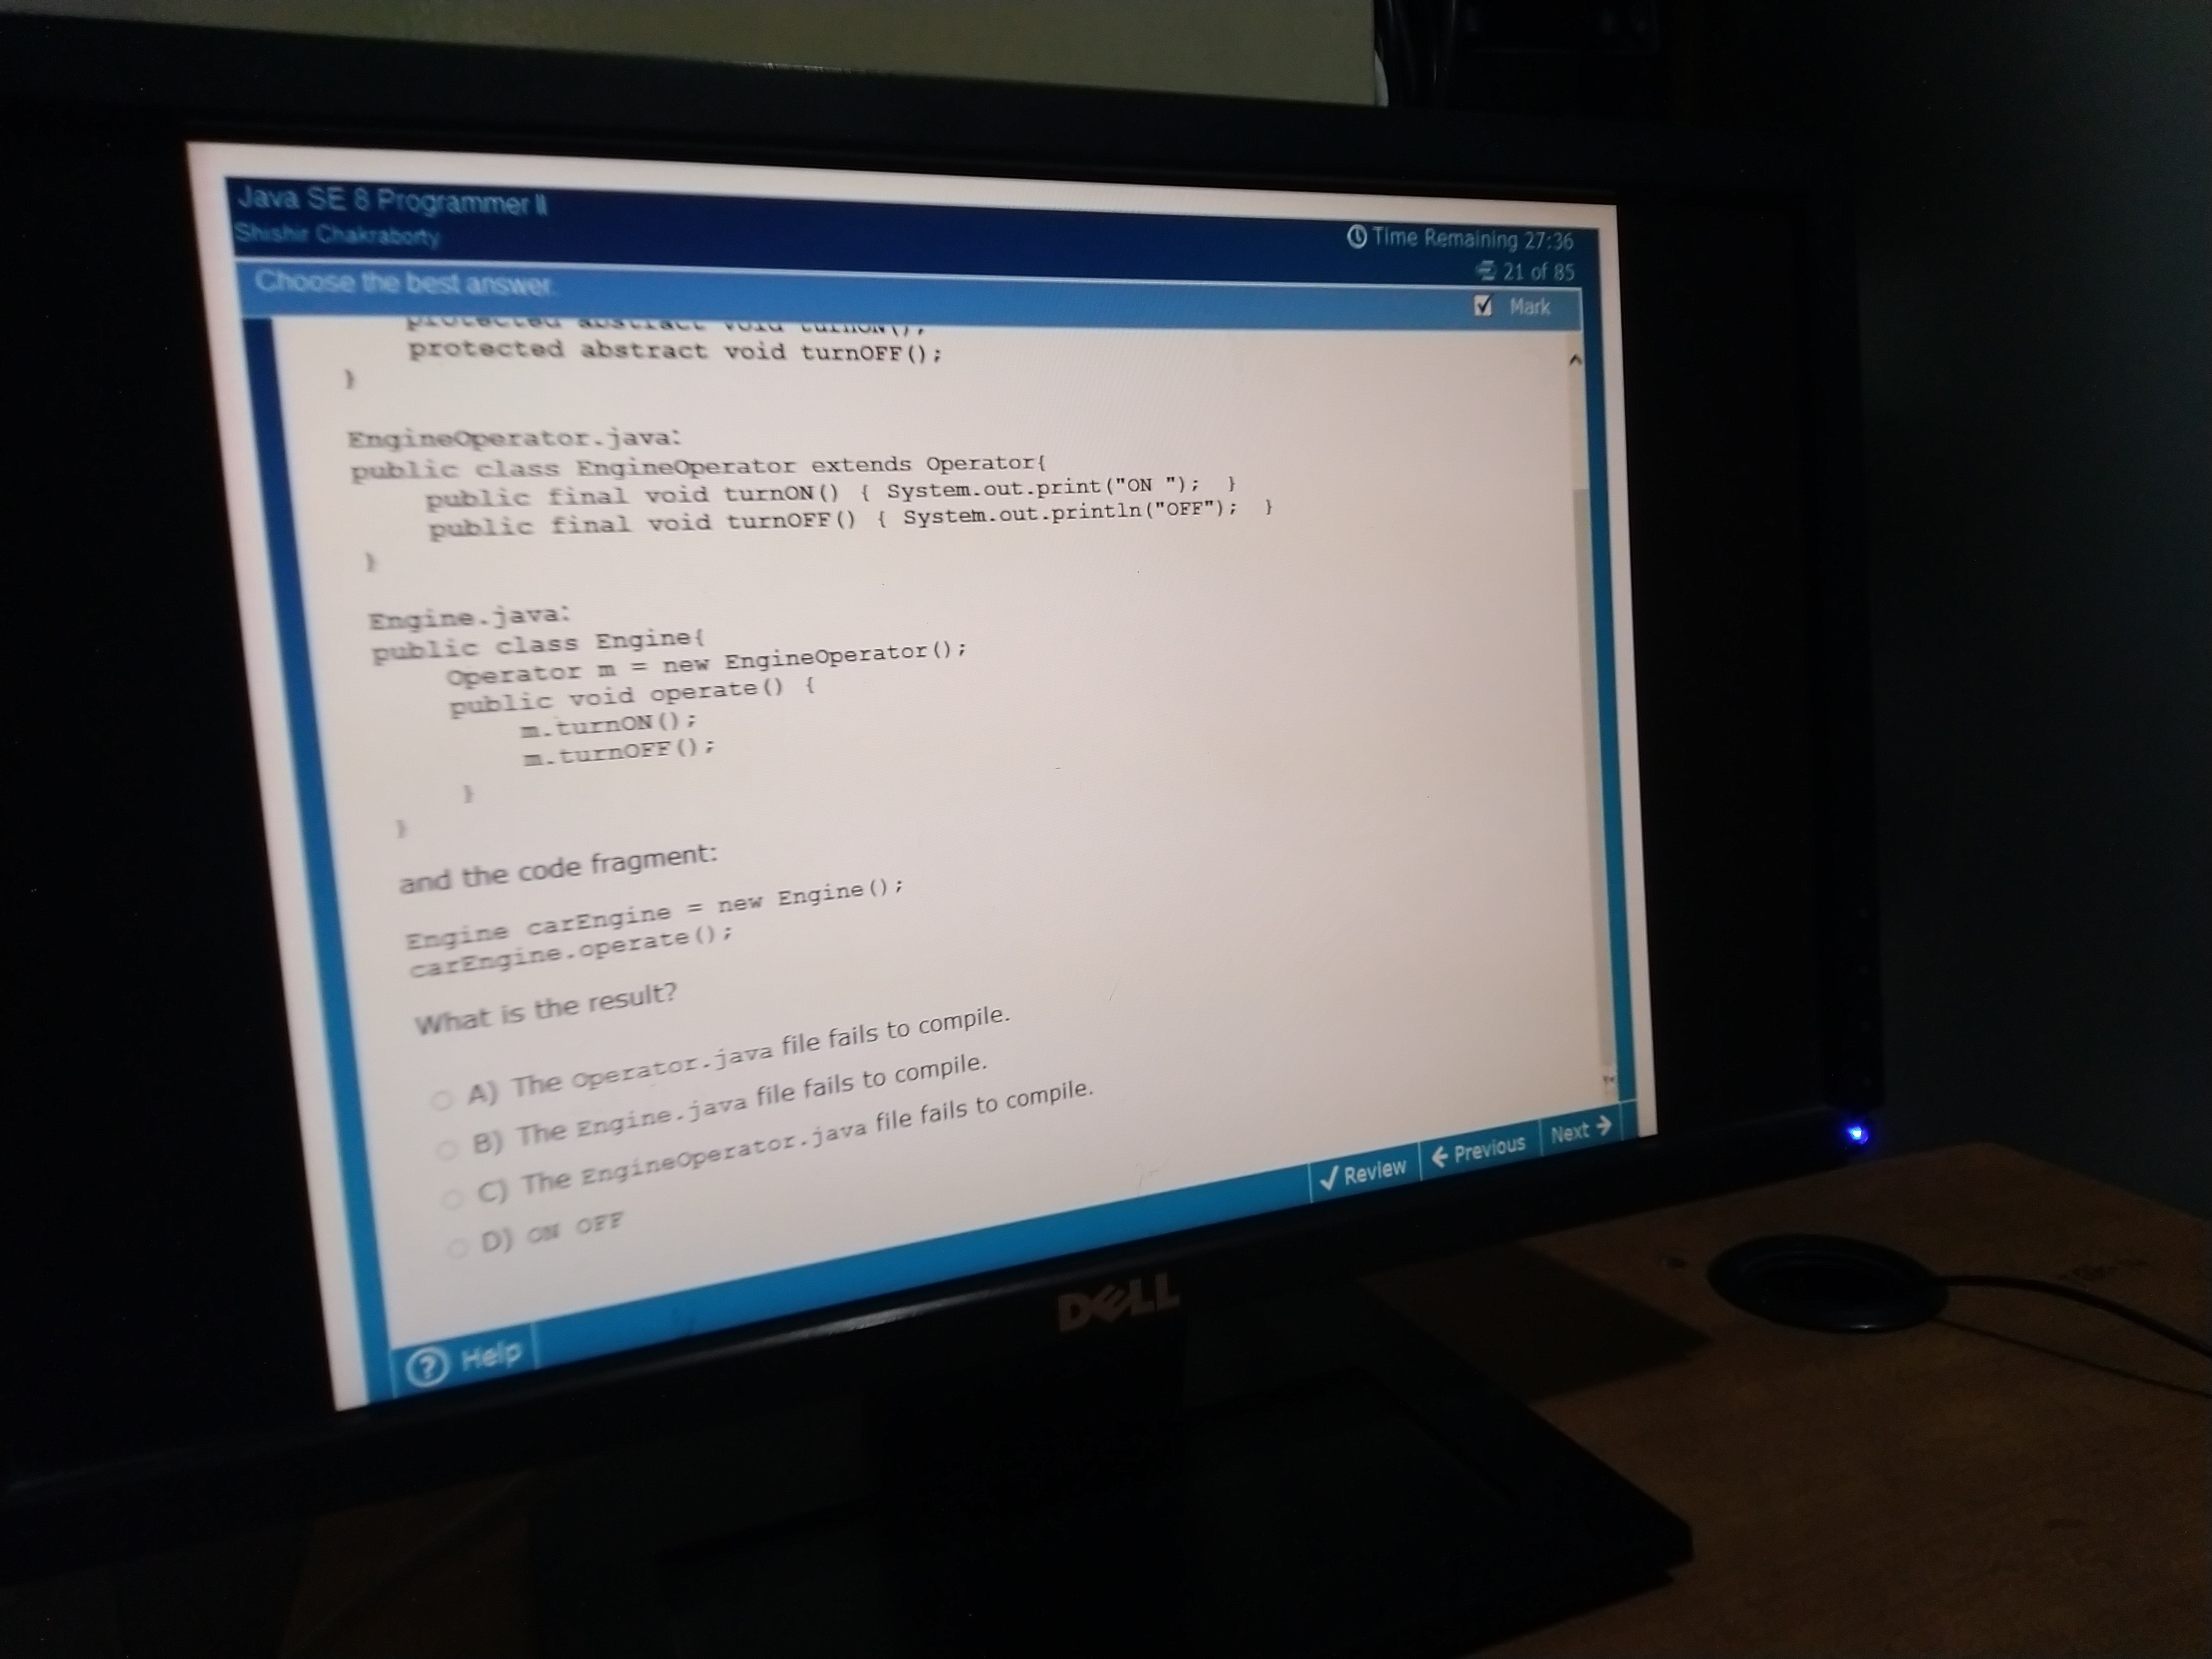 Java SE 8 Programmer II
Shishir Chakraborty
Time Remaining 27:36
21 of 85
Choose the best answer.
Mark
protected abstract void turnON();
protected abstract void turnOFF();
}
EngineOperator.java:
public class EngineOperator extends Operator{
public final void turnON() { System.out.print("ON "); }
public final void turnOFF() { System.out.println("OFF"); }
}
Engine.java:
public class Engine{
Operator m = new EngineOperator();
public void operate() {
m.turnON();
m.turnOFF();
}
}
and the code fragment:
Engine carEngine = new Engine();
carEngine.operate();
What is the result?
A) The Operator.java file fails to compile.
B) The Engine.java file fails to compile.
C) The EngineOperator.java file fails to compile.
D) ON OFF
Review
Previous
Next
? Help
DELL